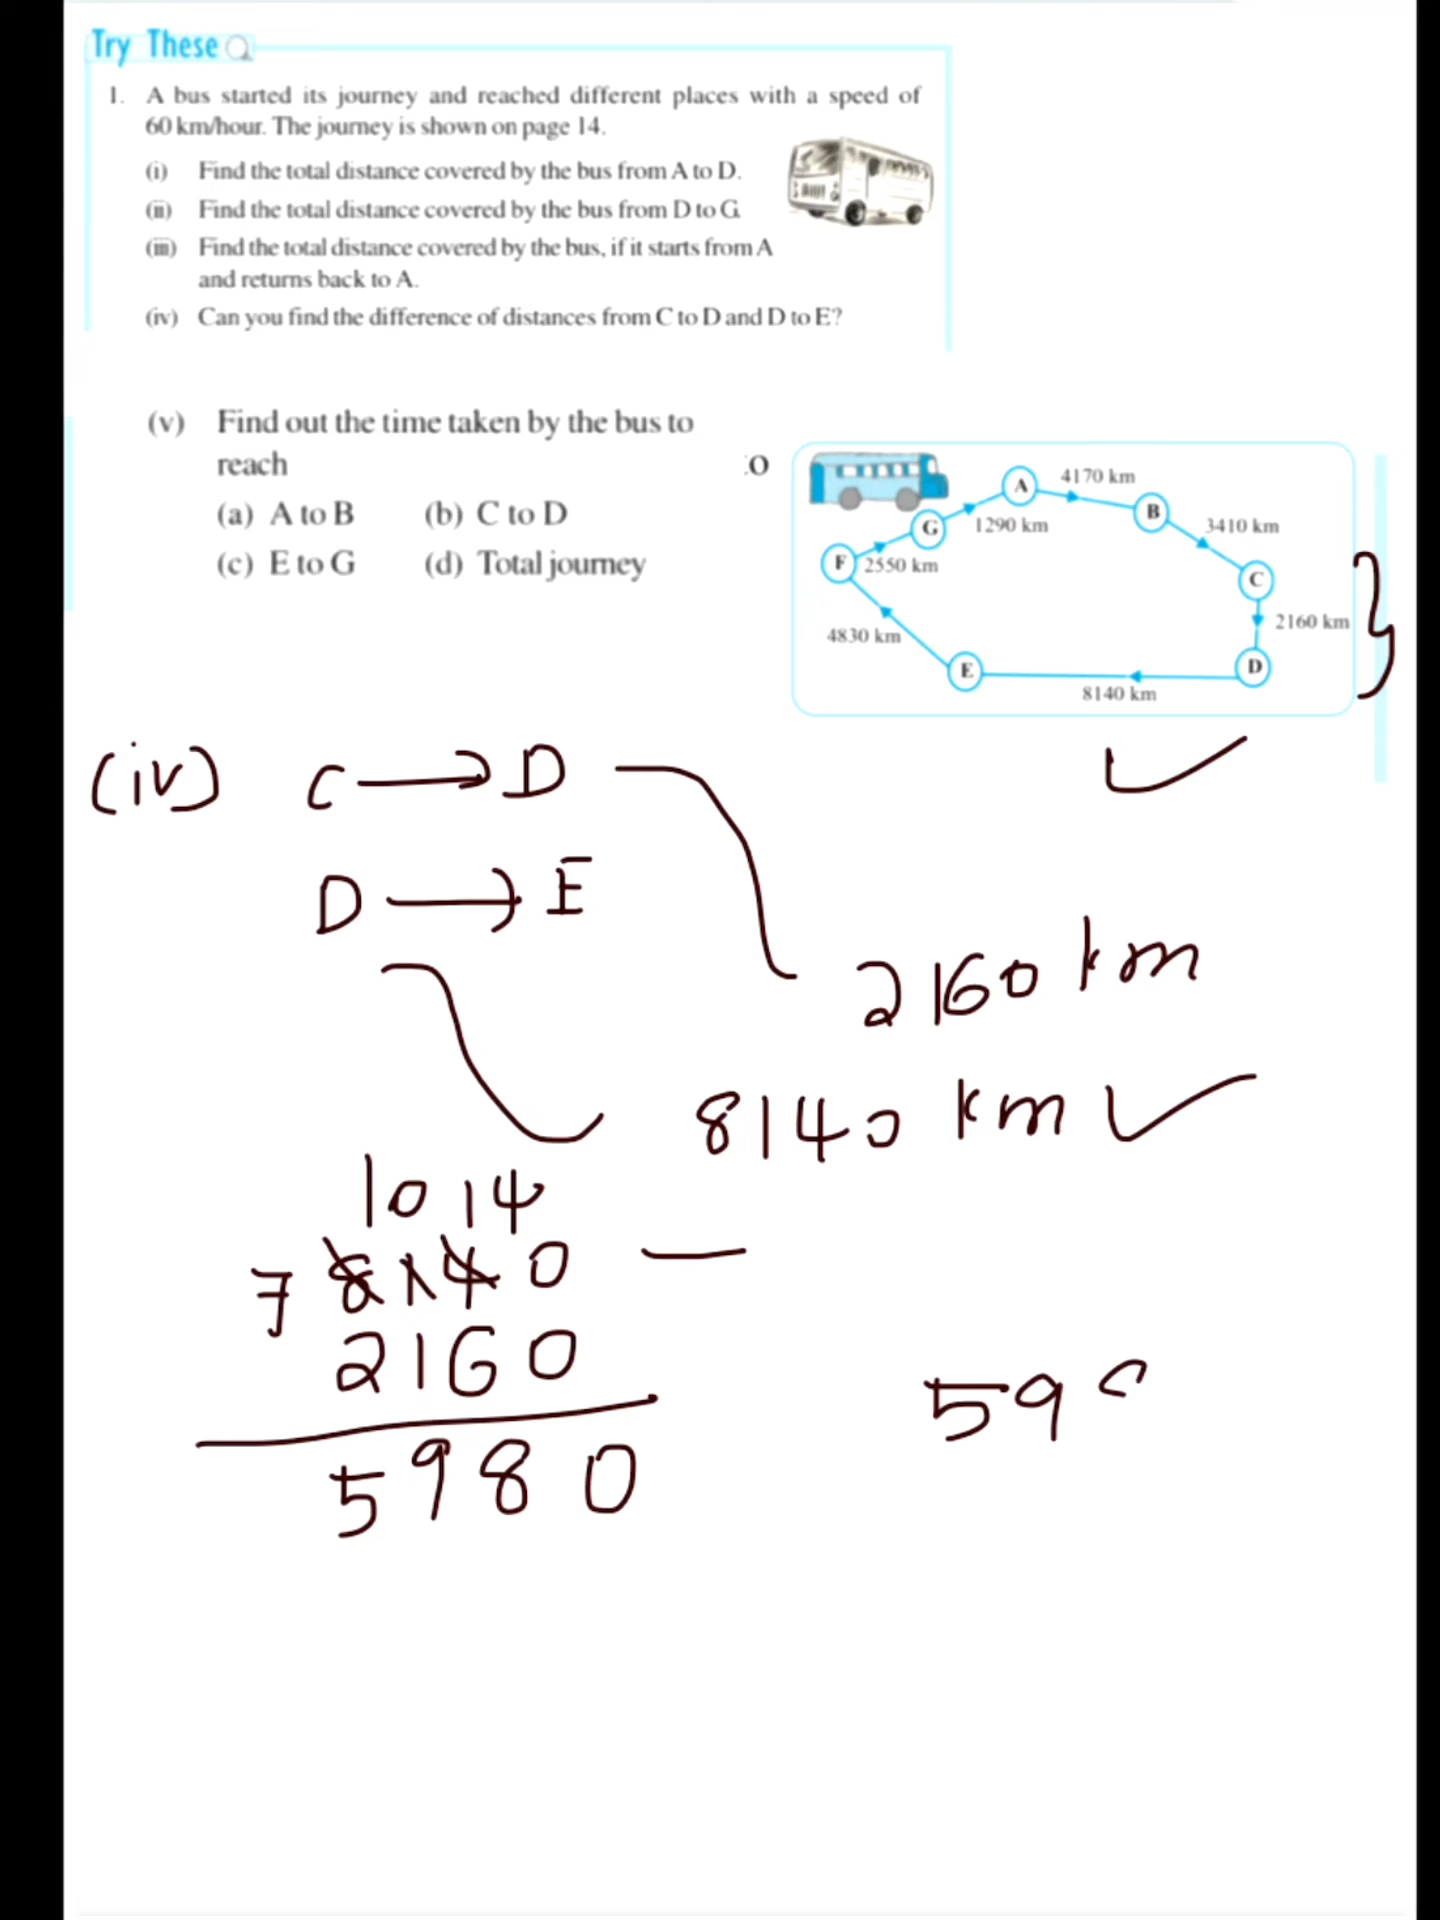 Try These
1. A bus started its journey and reached different places with a speed of
60 km/hour. The journey is shown on page 14.
(i) Find the total distance covered by the bus from A to D.
(ii) Find the total distance covered by the bus from D to G
(iii) Find the total distance covered by the bus, if it starts from A
and returns back to A.
(iv) Can you find the difference of distances from C to D and D to E?
(v) Find out the time taken by the bus to
reach
(a) A to B (b) C to D
(c) E to G (d) Total journey
:O
A 4170 km
B
G 1290 km 3410 km
F 2550 km
C
2160 km
4830 km
E D
8140 km
(iv) C → D
D → E
2160 km
8140 km
10 14
7 8140 —
2160
5980
59